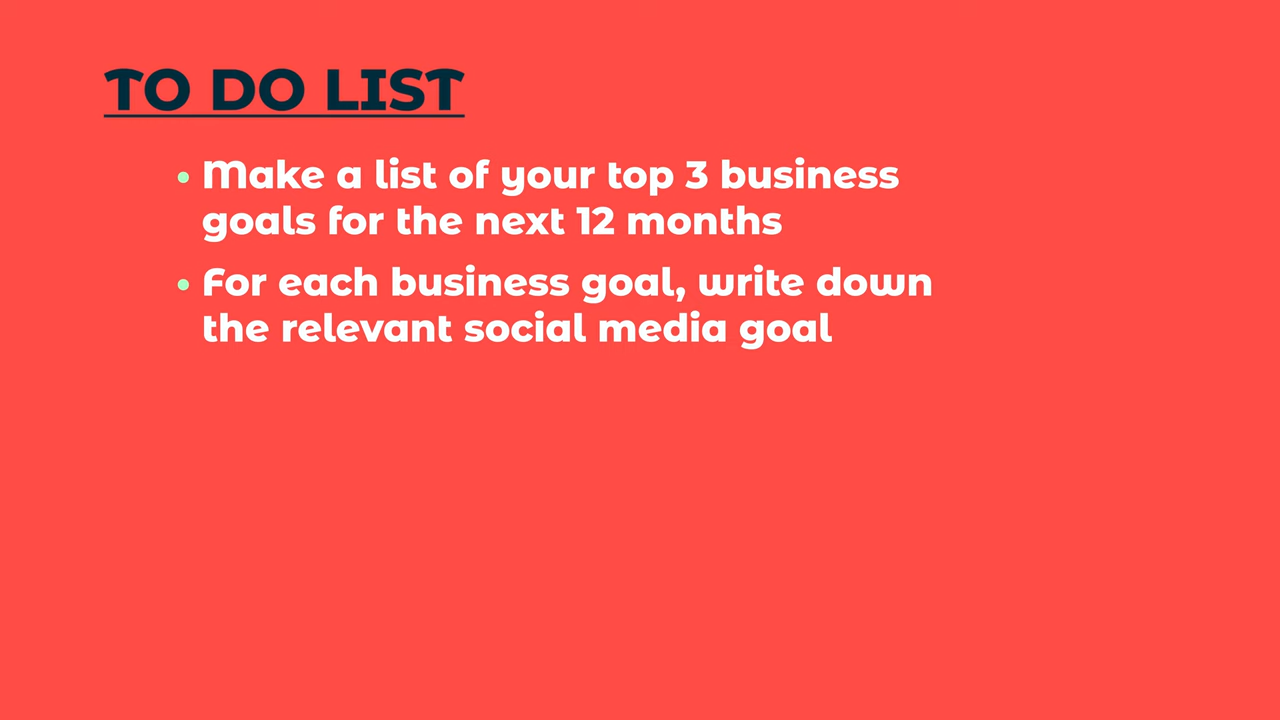 TO DO LIST
• Make a list of your top 3 business
goals for the next 12 months
• For each business goal, write down
the relevant social media goal